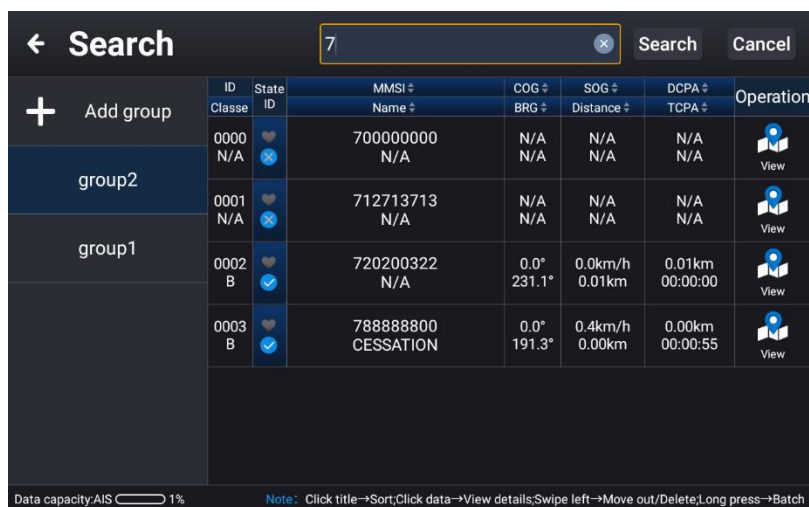 Search
7
Search
Cancel
Add group
group2
group1
ID State MMSI COG SOG DCPA Operation
Classe ID Name BRG Distance TCPA
0000 700000000 N/A N/A N/A
N/A N/A N/A N/A N/A View
0001 712713713 N/A N/A N/A
N/A N/A N/A N/A N/A View
0002 720200322 0.0° 0.0km/h 0.01km
B N/A 231.1° 0.01km 00:00:00 View
0003 788888800 0.0° 0.4km/h 0.00km
B CESSATION 191.3° 0.00km 00:00:55 View
Data capacity:AIS 1% Note: Click title→Sort;Click data→View details;Swipe left→Move out/Delete;Long press→Batch